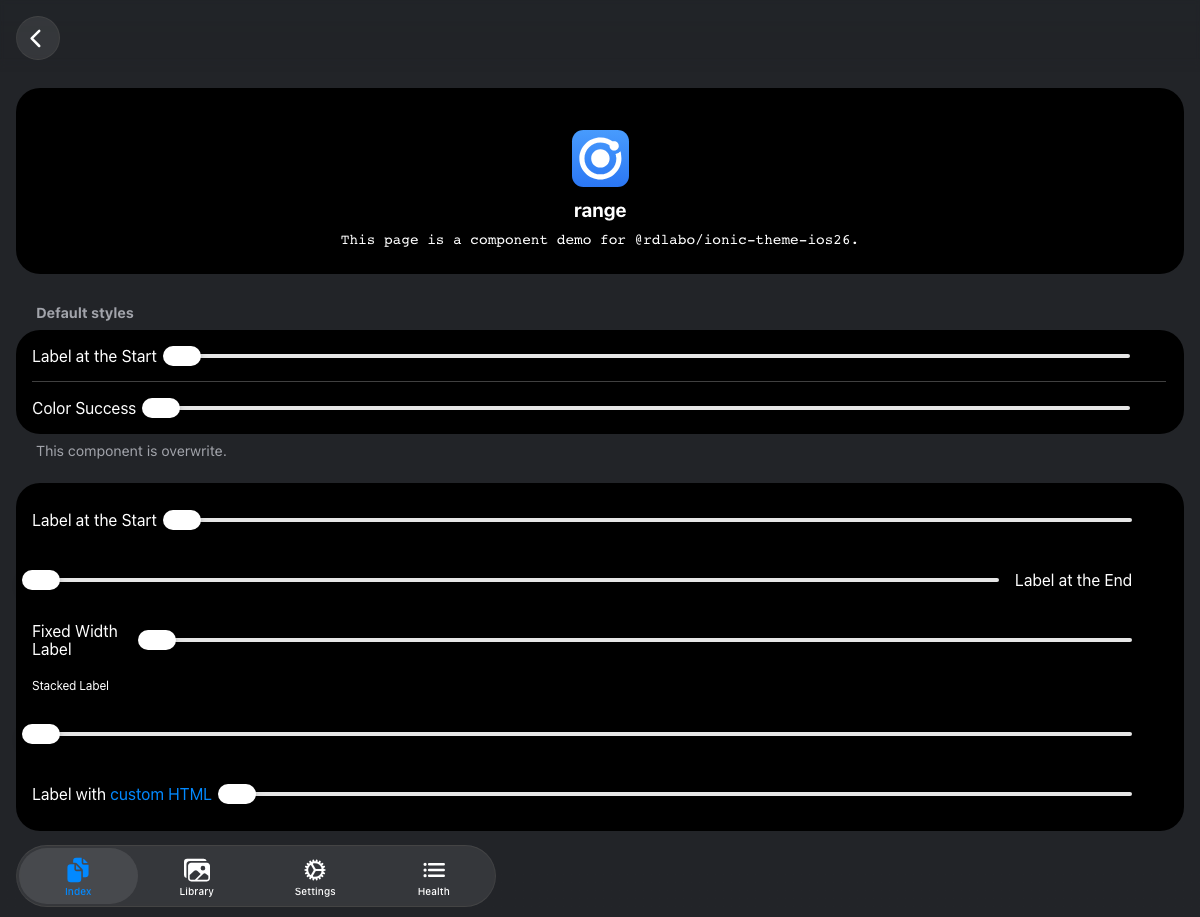 range
This page is a component demo for @rdlabo/ionic-theme-ios26.
Default styles
Label at the Start
Color Success
This component is overwrite.
Label at the Start
Label at the End
Fixed Width
Label
Stacked Label
Label with custom HTML
Index
Library
Settings
Health